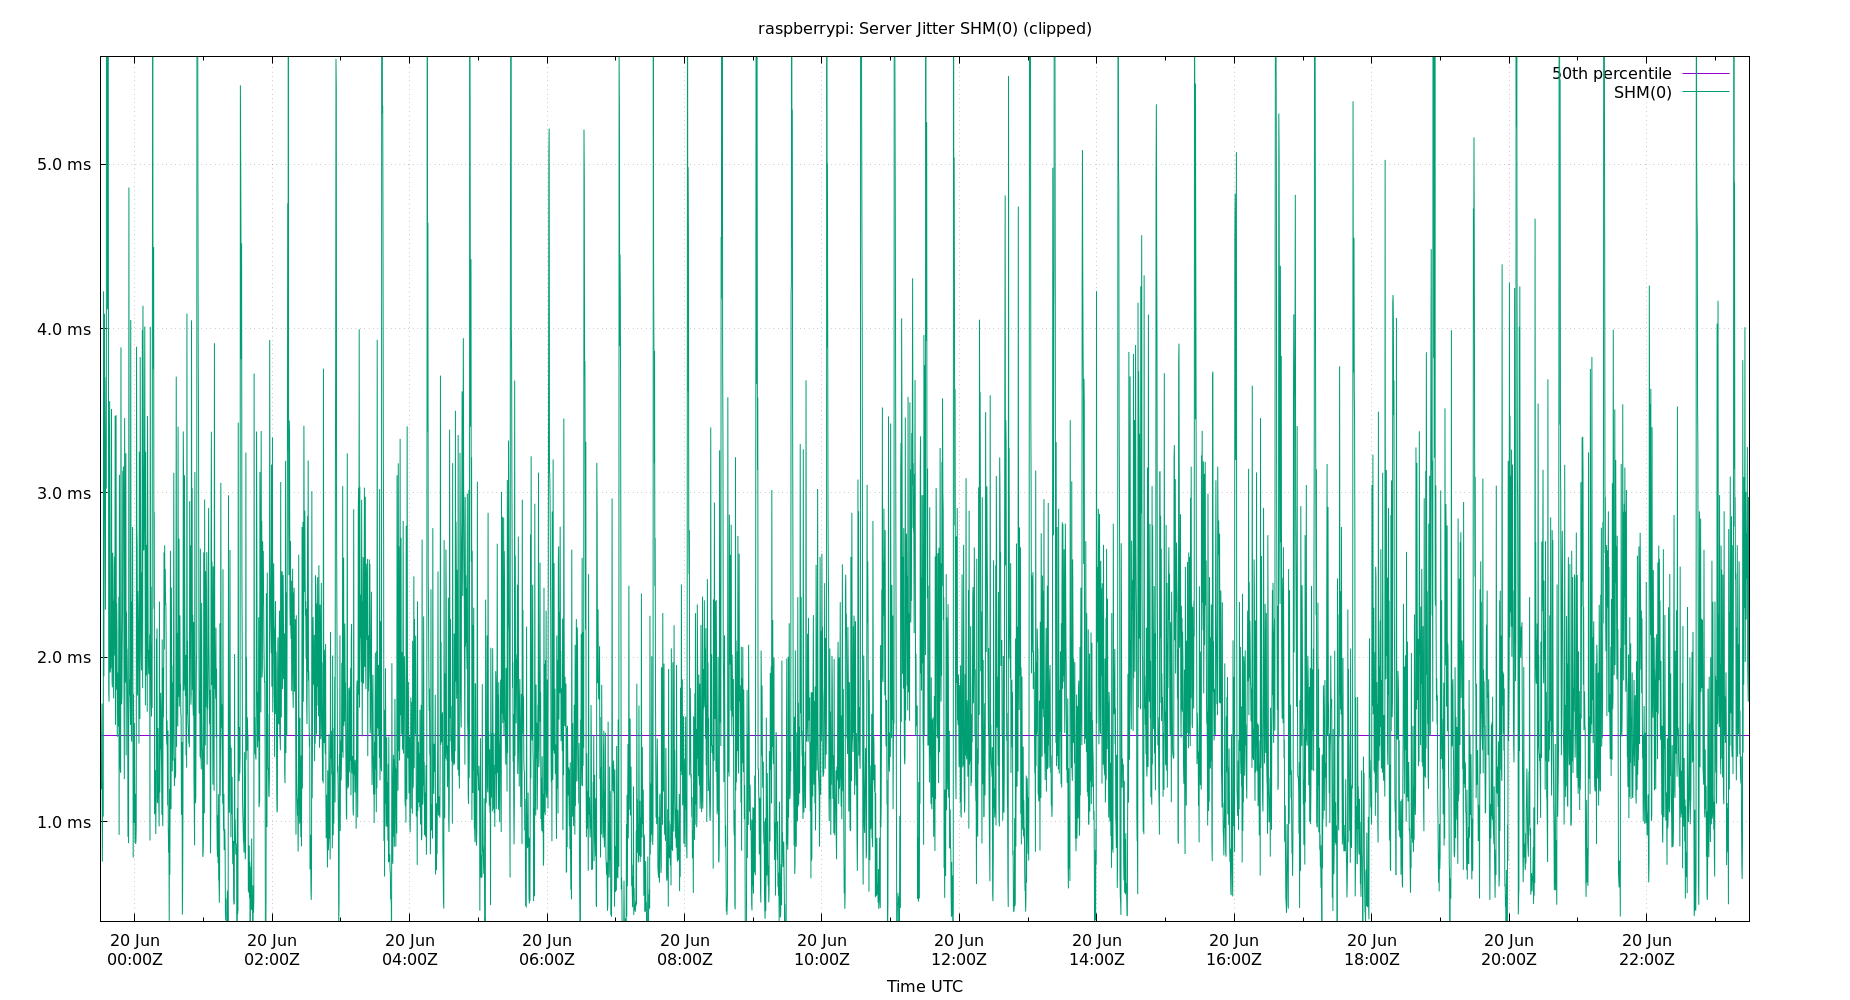 raspberrypi: Server Jitter SHM(0) (clipped)
50th percentile
SHM(0)
5.0 ms
4.0 ms
3.0 ms
2.0 ms
1.0 ms
20 Jun 20 Jun 20 Jun 20 Jun 20 Jun 20 Jun 20 Jun 20 Jun 20 Jun 20 Jun 20 Jun 20 Jun
00:00Z 02:00Z 04:00Z 06:00Z 08:00Z 10:00Z 12:00Z 14:00Z 16:00Z 18:00Z 20:00Z 22:00Z
Time UTC